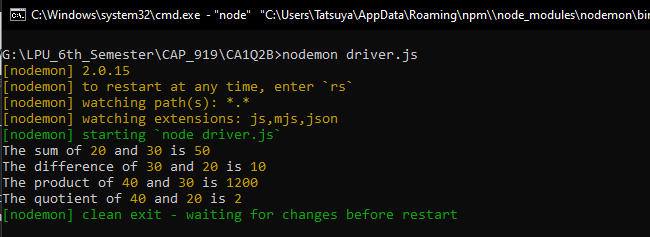 C:\Windows\system32\cmd.exe - "node" "C:\Users\Tatsuya\AppData\Roaming\npm\\node_modules\nodemon\bin
G:\LPU_6th_Semester\CAP_919\CA1Q2B>nodemon driver.js
[nodemon] 2.0.15
[nodemon] to restart at any time, enter `rs`
[nodemon] watching path(s): *.*
[nodemon] watching extensions: js,mjs,json
[nodemon] starting `node driver.js`
The sum of 20 and 30 is 50
The difference of 30 and 20 is 10
The product of 40 and 30 is 1200
The quotient of 40 and 20 is 2
[nodemon] clean exit - waiting for changes before restart